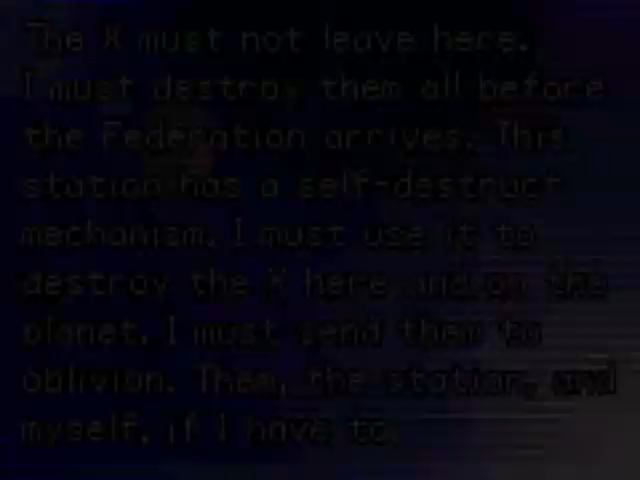 The X must not leave here.
I must destroy them all before
the Federation arrives. This
station has a self-destruct
mechanism. I must use it to
destroy the X here and on the
planet. I must send them to
oblivion. Them, the station, and
myself, if I have to.